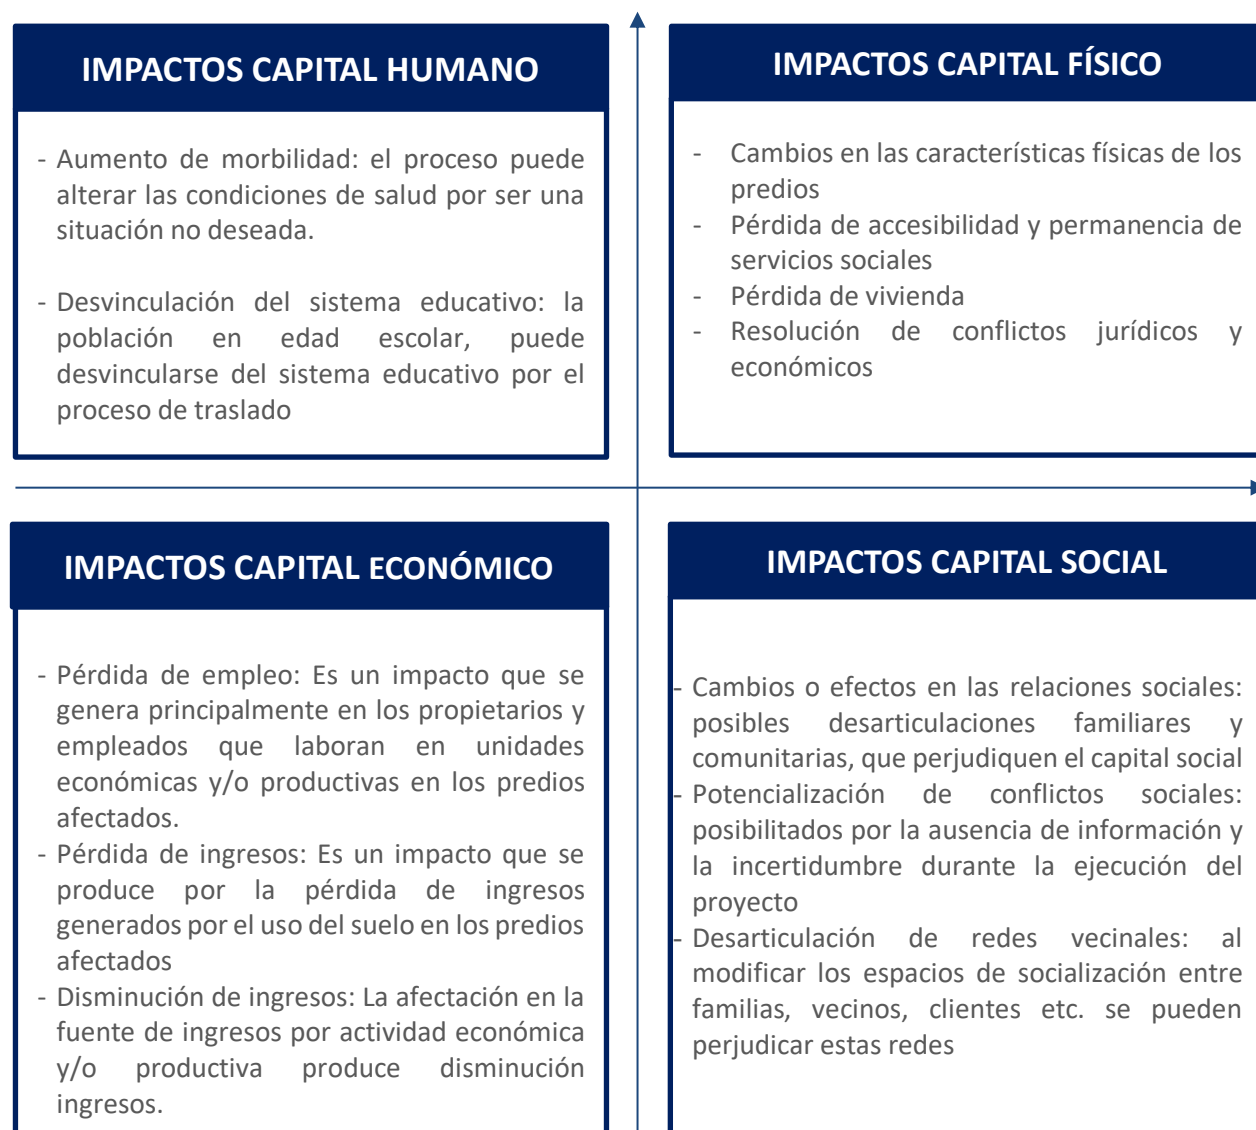 IMPACTOS CAPITAL HUMANO
- Aumento de morbilidad: el proceso puede
alterar las condiciones de salud por ser una
situación no deseada.
- Desvinculación del sistema educativo: la
población en edad escolar, puede
desvincularse del sistema educativo por el
proceso de traslado
IMPACTOS CAPITAL FÍSICO
- Cambios en las características físicas de los
predios
- Pérdida de accesibilidad y permanencia de
servicios sociales
- Pérdida de vivienda
- Resolución de conflictos jurídicos y
económicos
IMPACTOS CAPITAL ECONÓMICO
- Pérdida de empleo: Es un impacto que se
genera principalmente en los propietarios y
empleados que laboran en unidades
económicas y/o productivas en los predios
afectados.
- Pérdida de ingresos: Es un impacto que se
produce por la pérdida de ingresos
generados por el uso del suelo en los predios
afectados
- Disminución de ingresos: La afectación en la
fuente de ingresos por actividad económica
y/o productiva produce disminución
ingresos.
IMPACTOS CAPITAL SOCIAL
- Cambios o efectos en las relaciones sociales:
posibles desarticulaciones familiares y
comunitarias, que perjudiquen el capital social
- Potencialización de conflictos sociales:
posibilitados por la ausencia de información y
la incertidumbre durante la ejecución del
proyecto
- Desarticulación de redes vecinales: al
modificar los espacios de socialización entre
familias, vecinos, clientes etc. se pueden
perjudicar estas redes